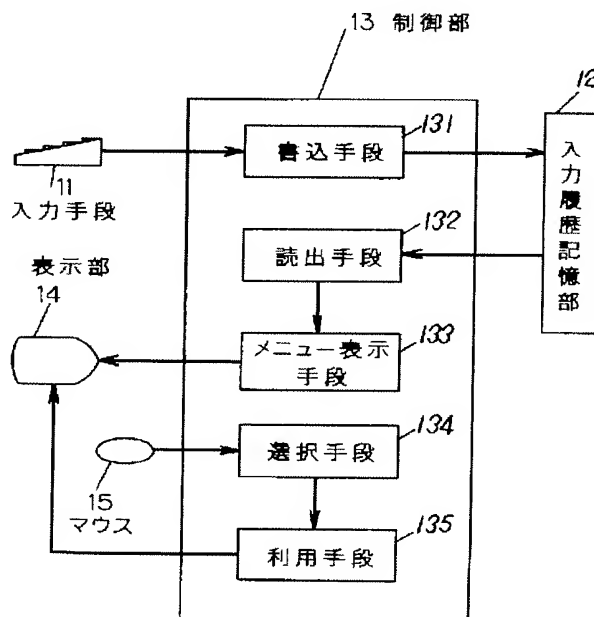 13 制御部
12
131
書込手段
11
入力手段
入力履歴記憶部
132
読出手段
表示部
14
133
メニュー表示
手段
134
選択手段
15
マウス
135
利用手段